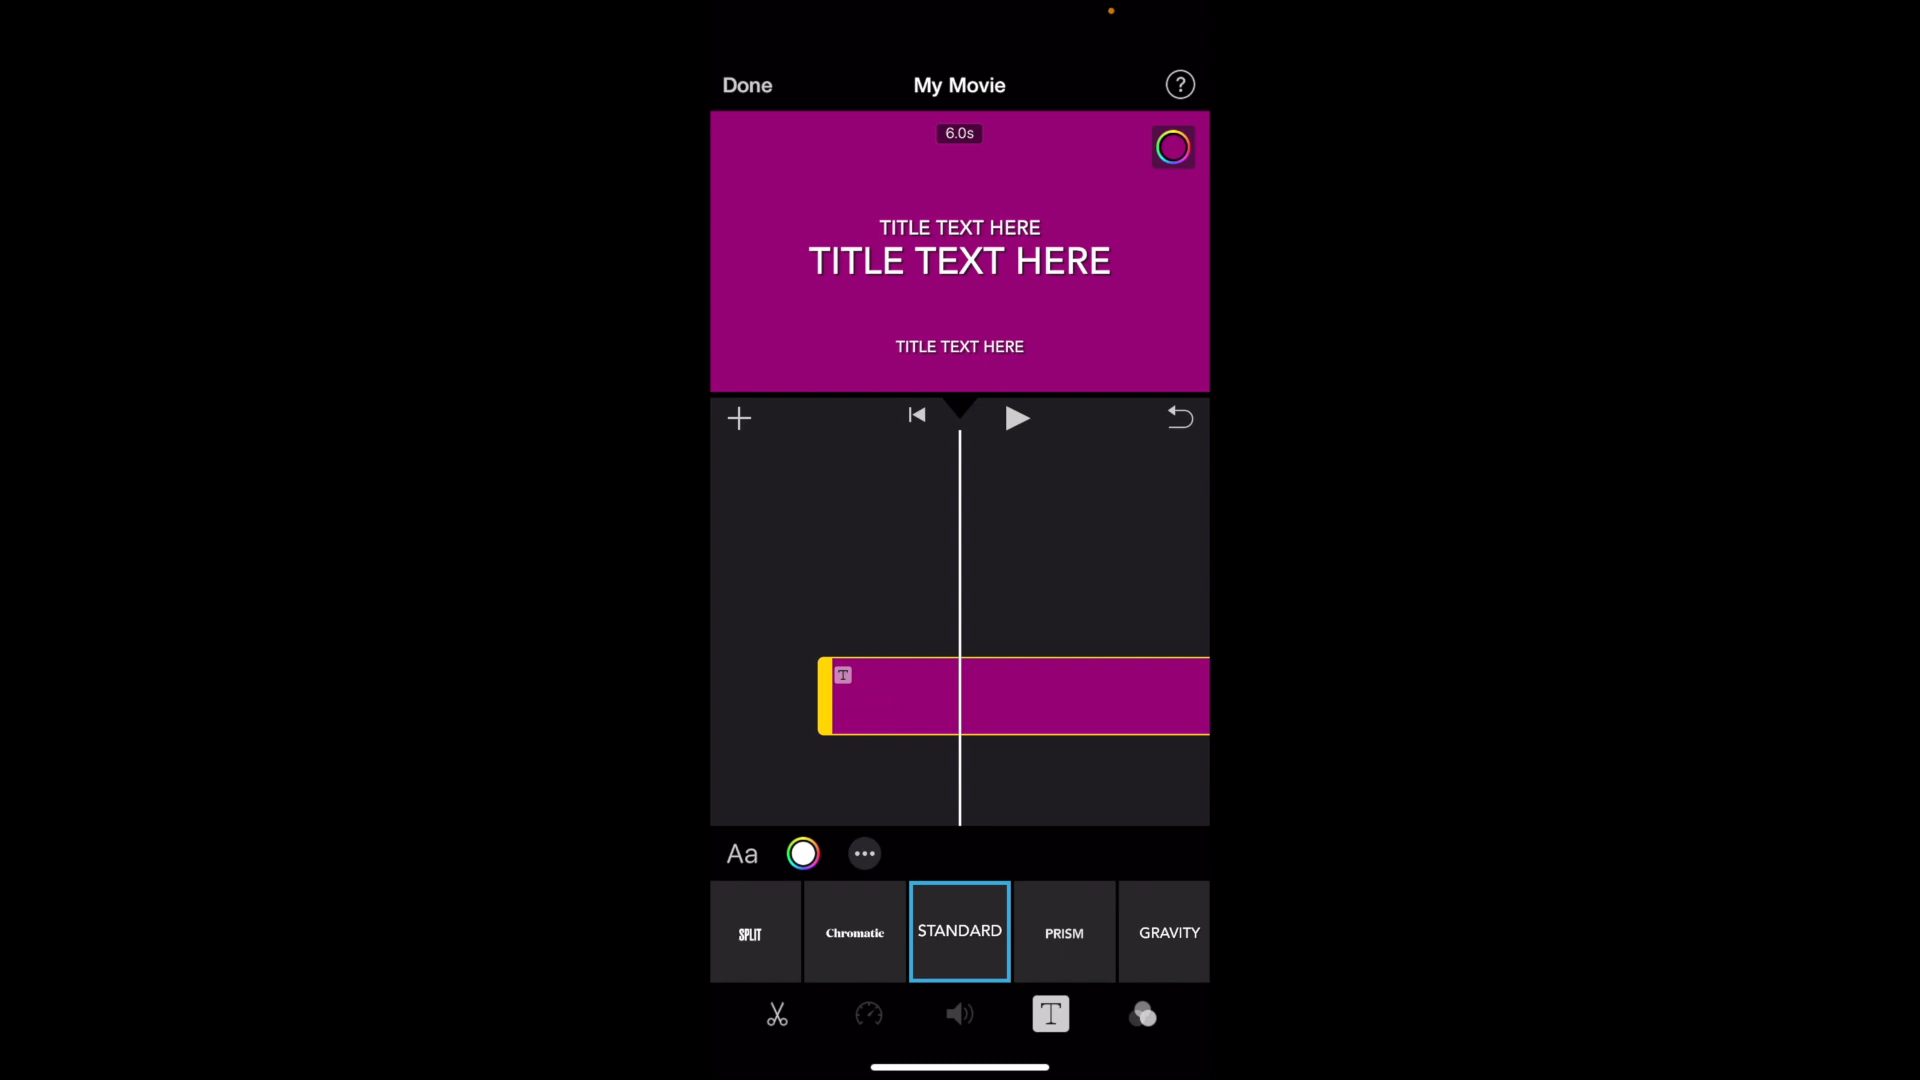 Done
My Movie
?
6.0s
TITLE TEXT HERE
TITLE TEXT HERE
TITLE TEXT HERE
T
Aa
SPLIT
Chromatic
STANDARD
PRISM
GRAVITY
T